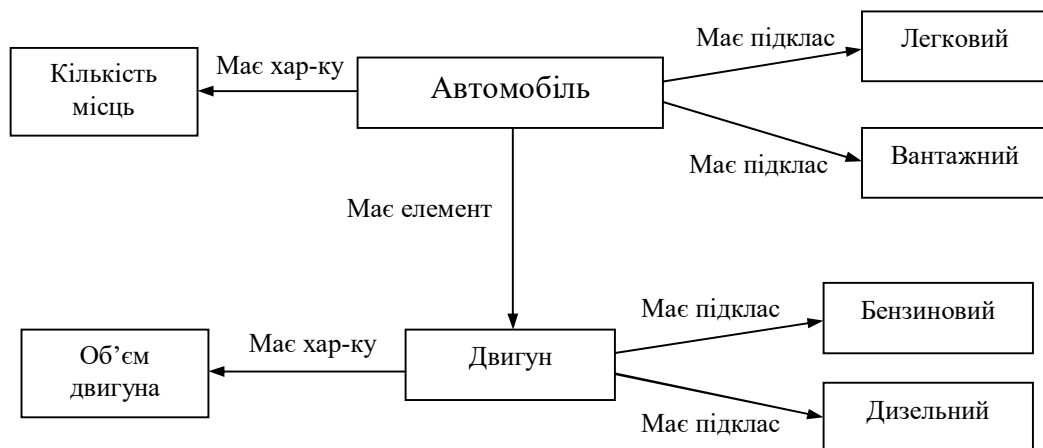 Має підклас
Легковий
Кількість
місць
Має хар-ку
Автомобіль
Має підклас
Вантажний
Має елемент
Має підклас
Бензиновий
Об’єм
двигуна
Має хар-ку
Двигун
Має підклас
Дизельний